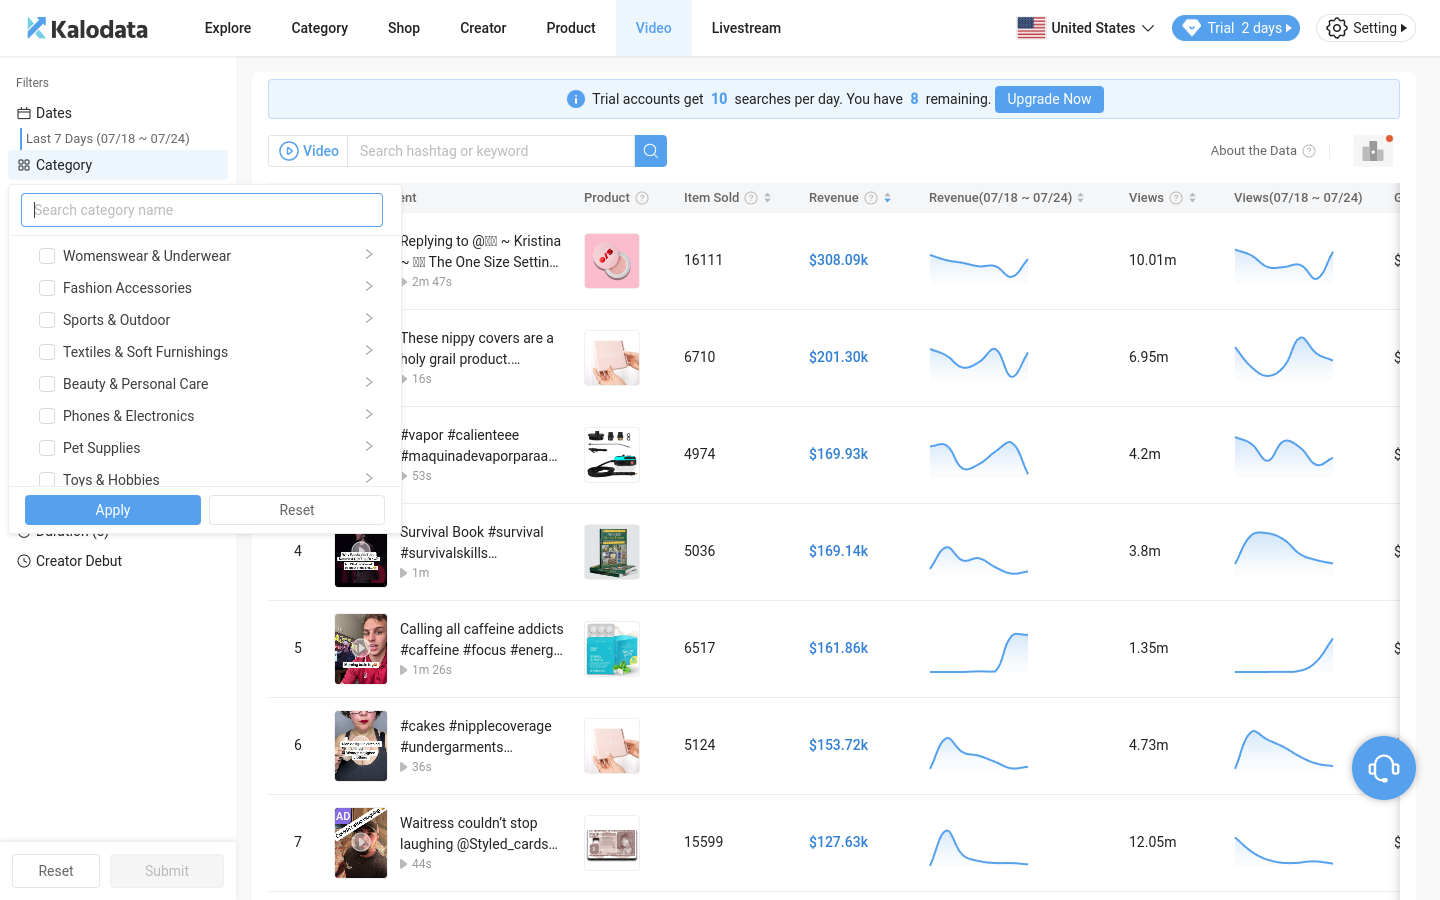 Kalodata
Explore
Category
Shop
Creator
Product
Video
Livestream
United States
Trial 2 days
Setting
Filters
Dates
Last 7 Days (07/18 ~ 07/24)
Category
Search category name
Womenswear & Underwear
Fashion Accessories
Sports & Outdoor
Textiles & Soft Furnishings
Beauty & Personal Care
Phones & Electronics
Pet Supplies
Toys & Hobbies
Apply
Reset
Creator Debut
Reset
Submit
Trial accounts get 10 searches per day. You have 8 remaining.
Upgrade Now
Video
Search hashtag or keyword
About the Data
Product
Item Sold
Revenue
Revenue(07/18 ~ 07/24)
Views
Views(07/18 ~ 07/24)
Replying to @ ~ Kristina
~ The One Size Settin...
2m 47s
16111
$308.09k
10.01m
These nippy covers are a
holy grail product....
16s
6710
$201.30k
6.95m
#vapor #calienteee
#maquinadevaporparaa...
53s
4974
$169.93k
4.2m
4
Survival Book #survival
#survivalskills...
1m
5036
$169.14k
3.8m
5
Calling all caffeine addicts
#caffeine #focus #energ...
1m 26s
6517
$161.86k
1.35m
6
#cakes #nipplecoverage
#undergarments...
36s
5124
$153.72k
4.73m
7
AD
Waitress couldn’t stop
laughing @Styled_cards...
44s
15599
$127.63k
12.05m